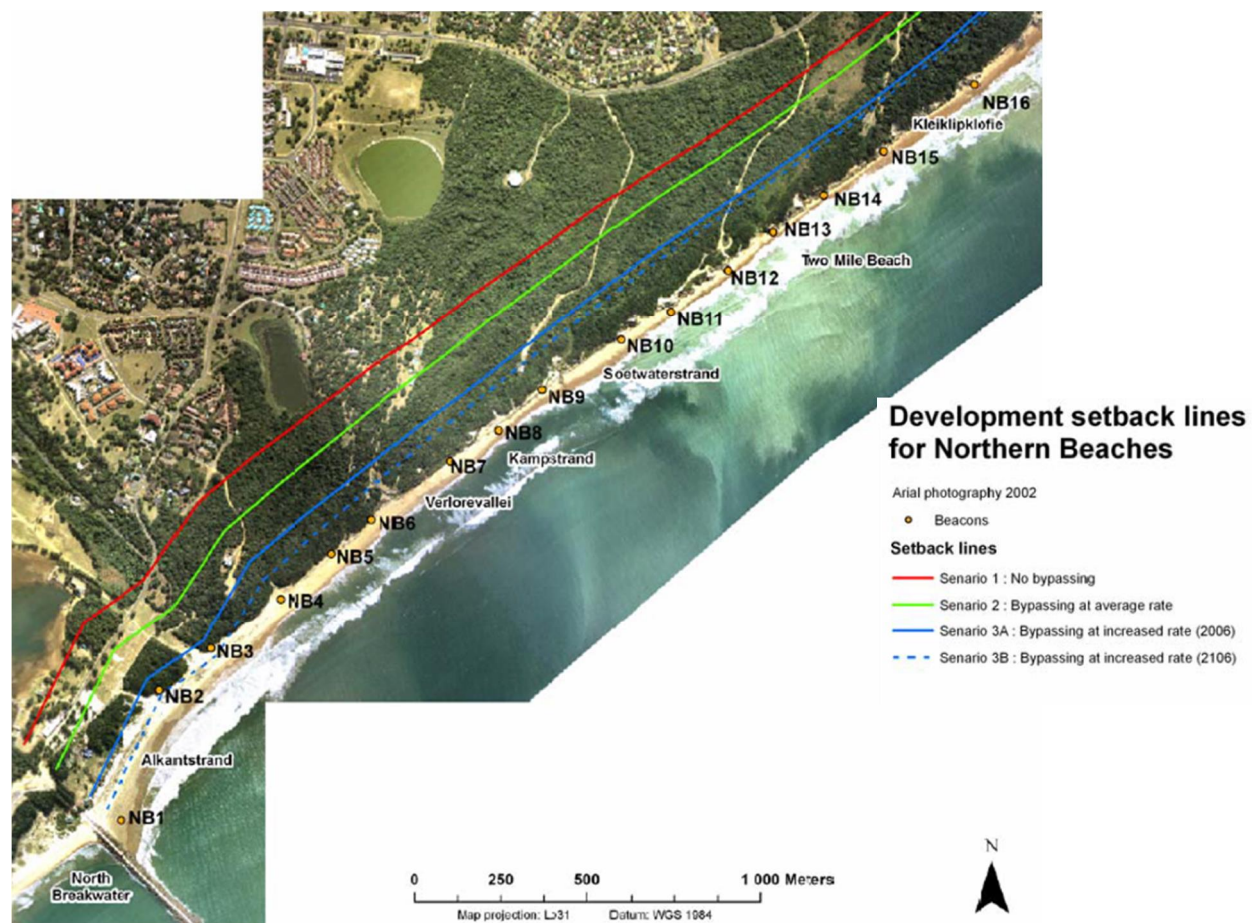 NB16
Kleiklipklofie
NB15
NB14
NB13
Two Mile Beach
NB12
NB11
NB10
Soetwaterstrand
NB9
NB8
Kampstrand
NB7
Verlorevallei
NB6
NB5
NB4
NB3
NB2
Alkantstrand
NB1
North
Breakwater
Development setback lines
for Northern Beaches
Arial photography 2002
Beacons
Setback lines
Senario 1 : No bypassing
Senario 2 : Bypassing at average rate
Senario 3A : Bypassing at increased rate (2006)
Senario 3B : Bypassing at increased rate (2106)
N
0 250 500 1 000 Meters
Map projection: Lo31 Datum: WGS 1984